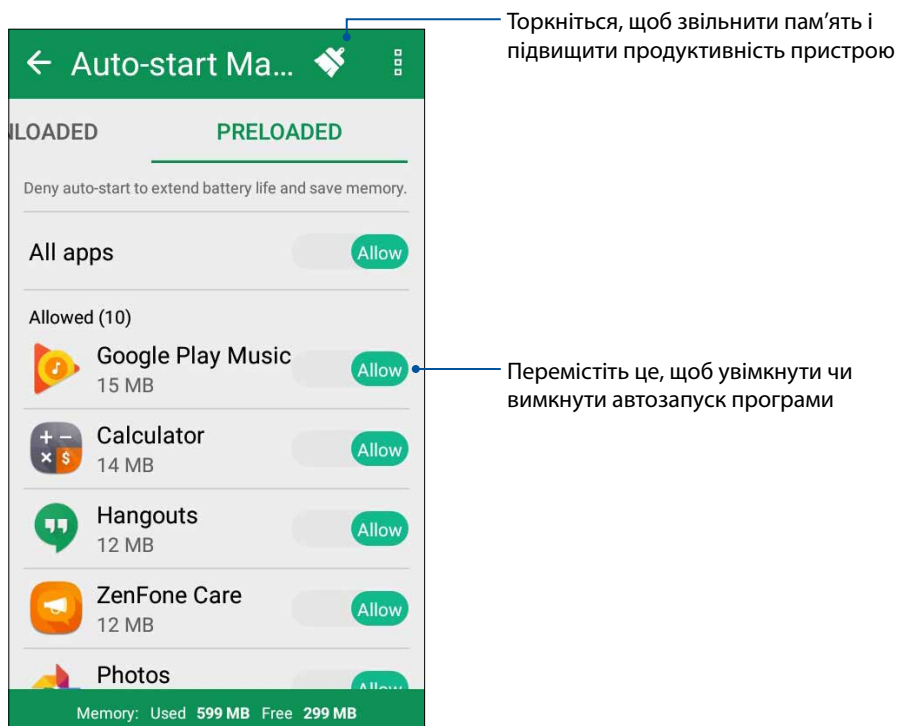 Торкніться, щоб звільнити пам’ять і
підвищити продуктивність пристрою
Auto-start Ma...
NLOADED PRELOADED
Deny auto-start to extend battery life and save memory.
All apps Allow
Allowed (10)
Google Play Music Allow
15 MB
Перемістіть це, щоб увімкнути чи
вимкнути автозапуск програми
Calculator Allow
14 MB
Hangouts Allow
12 MB
ZenFone Care Allow
12 MB
Photos Allow
Memory: Used 599 MB Free 299 MB